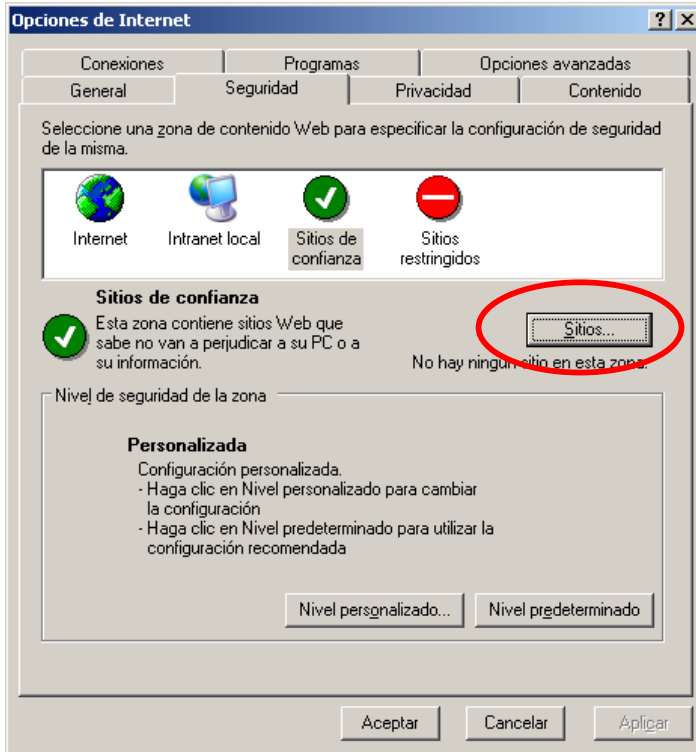 Opciones de Internet
Conexiones Programas Opciones avanzadas
General Seguridad Privacidad Contenido
Seleccione una zona de contenido Web para especificar la configuración de seguridad
de la misma.
Internet Intranet local Sitios de confianza Sitios restringidos
Sitios de confianza
Esta zona contiene sitios Web que
sabe no van a perjudicar a su PC o a
su información.
Sitios...
No hay ningún sitio en esta zona.
Nivel de seguridad de la zona
Personalizada
Configuración personalizada.
- Haga clic en Nivel personalizado para cambiar
la configuración
- Haga clic en Nivel predeterminado para utilizar la
configuración recomendada
Nivel personalizado... Nivel predeterminado
Aceptar Cancelar Aplicar